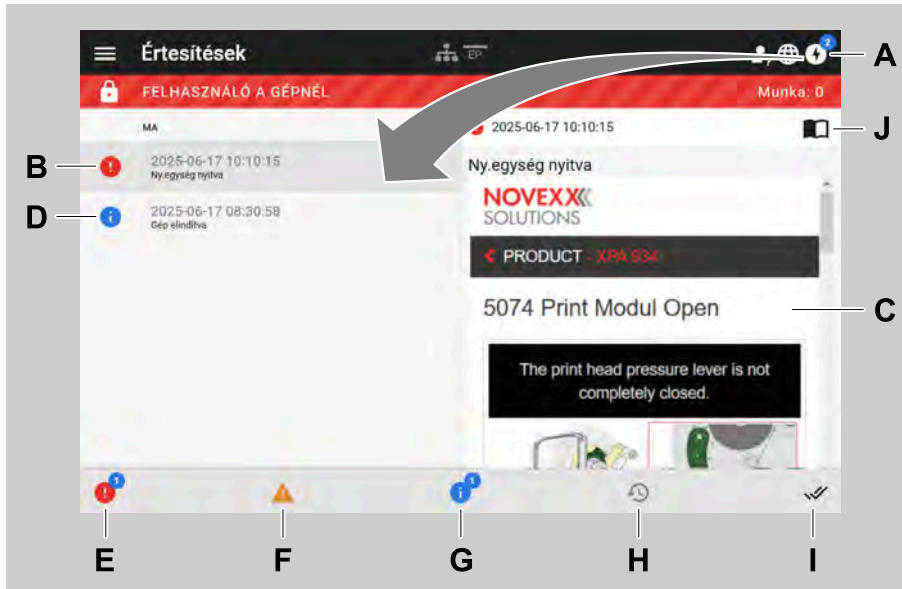 Értesítések
EP
2
A
FELHASZNÁLÓ A GÉPNÉL
Munka: 0
MA
2025-06-17 10:10:15
J
B
2025-06-17 10:10:15
Ny.egység nyitva
Ny.egység nyitva
D
2025-06-17 08:30:58
Gép elindítva
NOVEXX
SOLUTIONS
PRODUCT - XPA 934
5074 Print Modul Open
C
The print head pressure lever is not
completely closed.
1
1
E
F
G
H
I